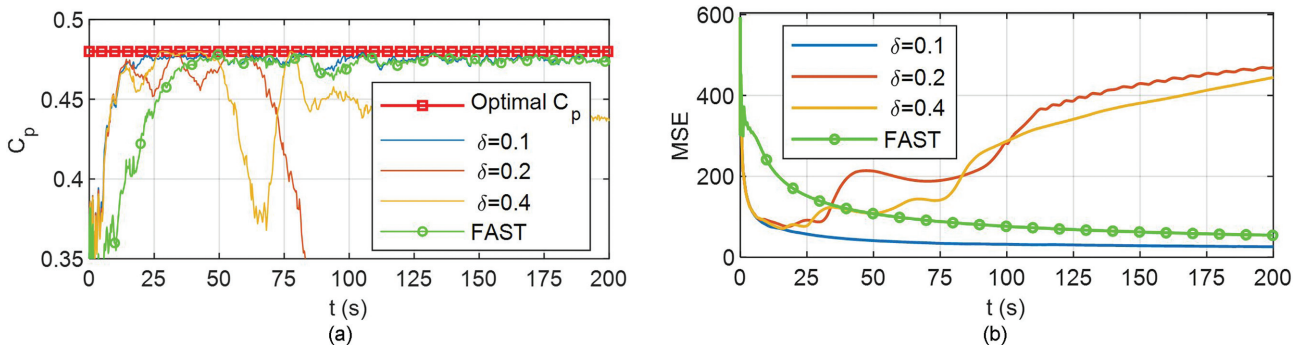 0.5
0.45
0.4
0.35
C_p
0 25 50 75 100 125 150 175 200
t (s)
Optimal C_p
δ=0.1
δ=0.2
δ=0.4
FAST
(a)
600
400
200
0
MSE
0 25 50 75 100 125 150 175 200
t (s)
δ=0.1
δ=0.2
δ=0.4
FAST
(b)